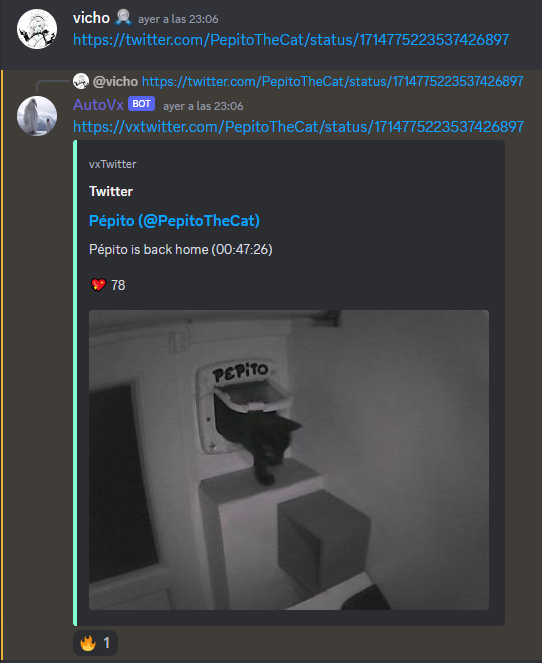 vicho ayer a las 23:06
https://twitter.com/PepitoTheCat/status/1714775223537426897
@vicho https://twitter.com/PepitoTheCat/status/1714775223537426897
AutoVx BOT ayer a las 23:06
https://vxtwitter.com/PepitoTheCat/status/1714775223537426897
vxTwitter
Twitter
Pépito (@PepitoTheCat)
Pépito is back home (00:47:26)
💖 78
PEPiTO
🔥 1